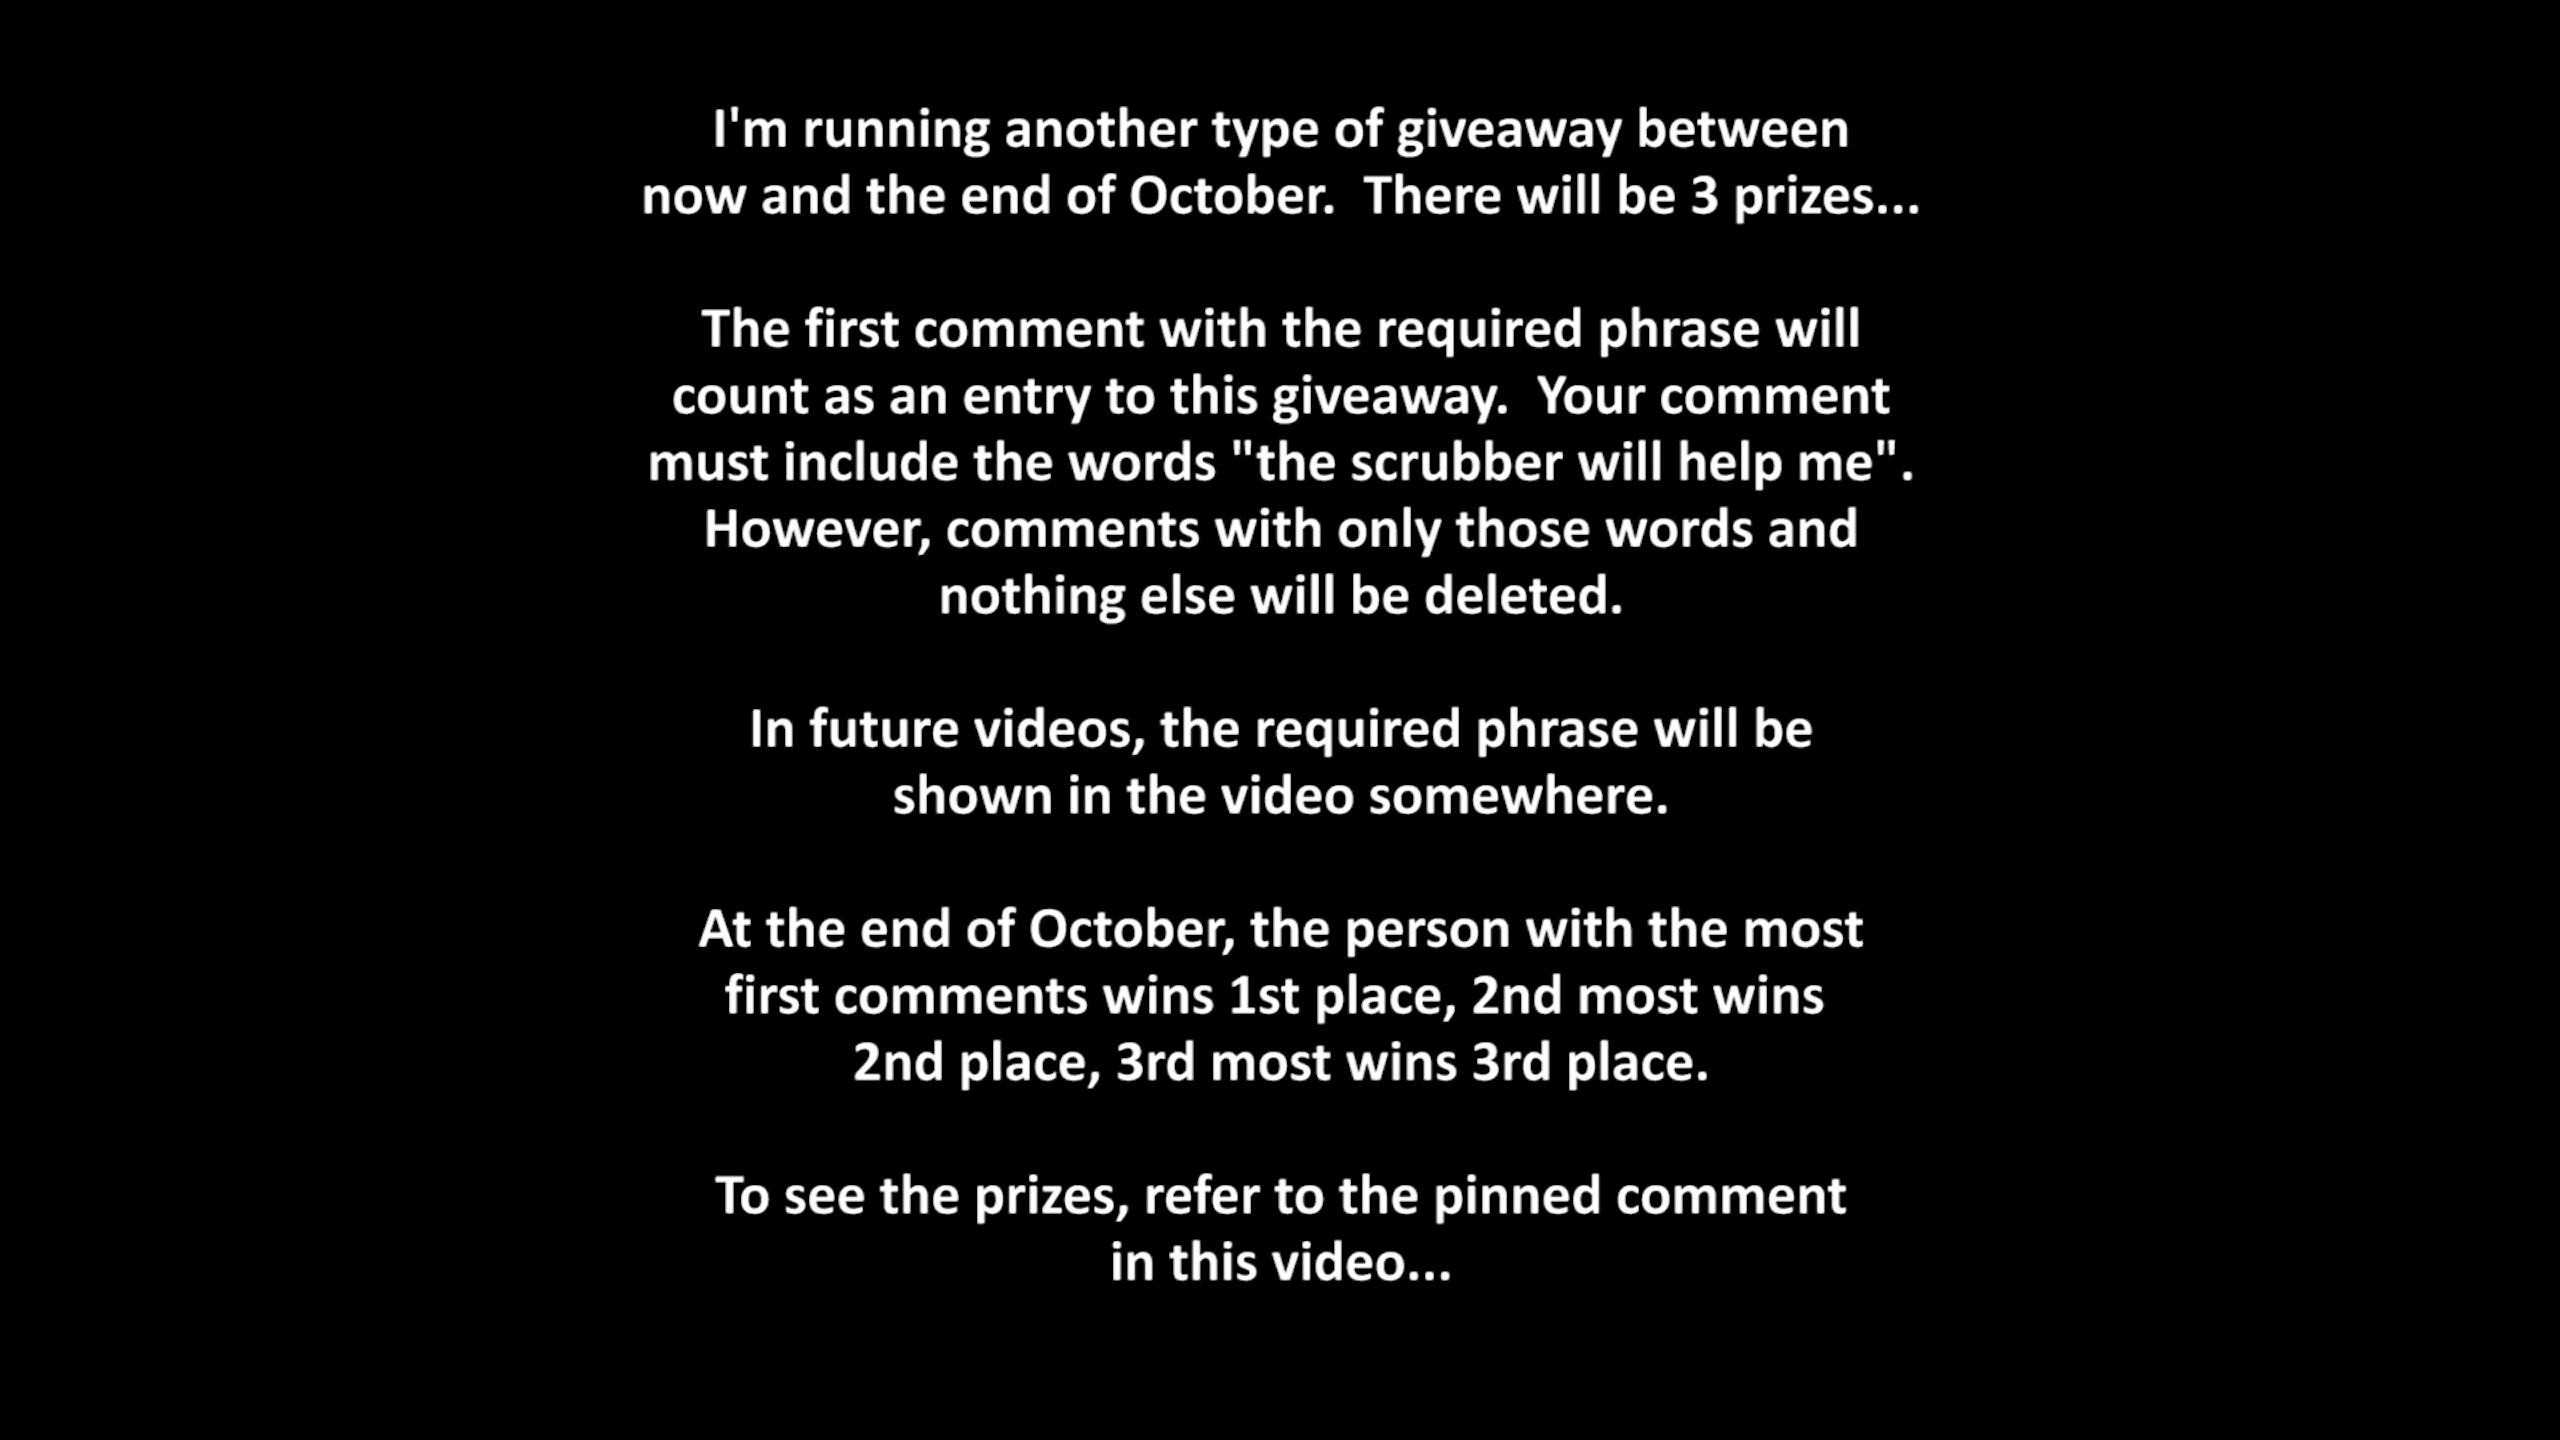 I'm running another type of giveaway between
now and the end of October.  There will be 3 prizes...
The first comment with the required phrase will
count as an entry to this giveaway.  Your comment
must include the words "the scrubber will help me".
However, comments with only those words and
nothing else will be deleted.
In future videos, the required phrase will be
shown in the video somewhere.
At the end of October, the person with the most
first comments wins 1st place, 2nd most wins
2nd place, 3rd most wins 3rd place.
To see the prizes, refer to the pinned comment
in this video...